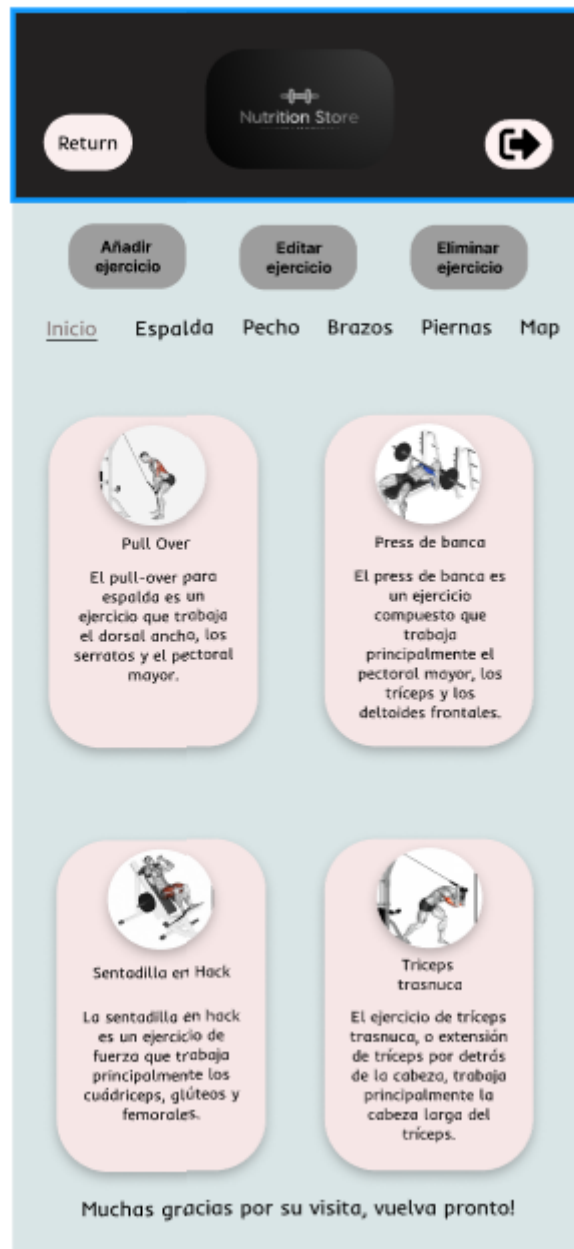 Nutrition Store
Return
Añadir
ejercicio
Editar
ejercicio
Eliminar
ejercicio
Inicio Espalda Pecho Brazos Piernas Map
Pull Over
El pull-over para
espalda es un
ejercicio que trabaja
el dorsal ancho, los
serratos y el pectoral
mayor.
Press de banca
El press de banca es
un ejercicio
compuesto que
trabaja
principalmente el
pectoral mayor, los
tríceps y los
deltoides frontales.
Sentadilla en Hack
La sentadilla en hack
es un ejercicio de
fuerza que trabaja
principalmente los
cuádriceps, glúteos y
femorales.
Triceps
trasnuca
El ejercicio de tríceps
trasnuca, o extensión
de tríceps por detrás
de la cabeza, trabaja
principalmente la
cabeza larga del
tríceps.
Muchas gracias por su visita, vuelva pronto!